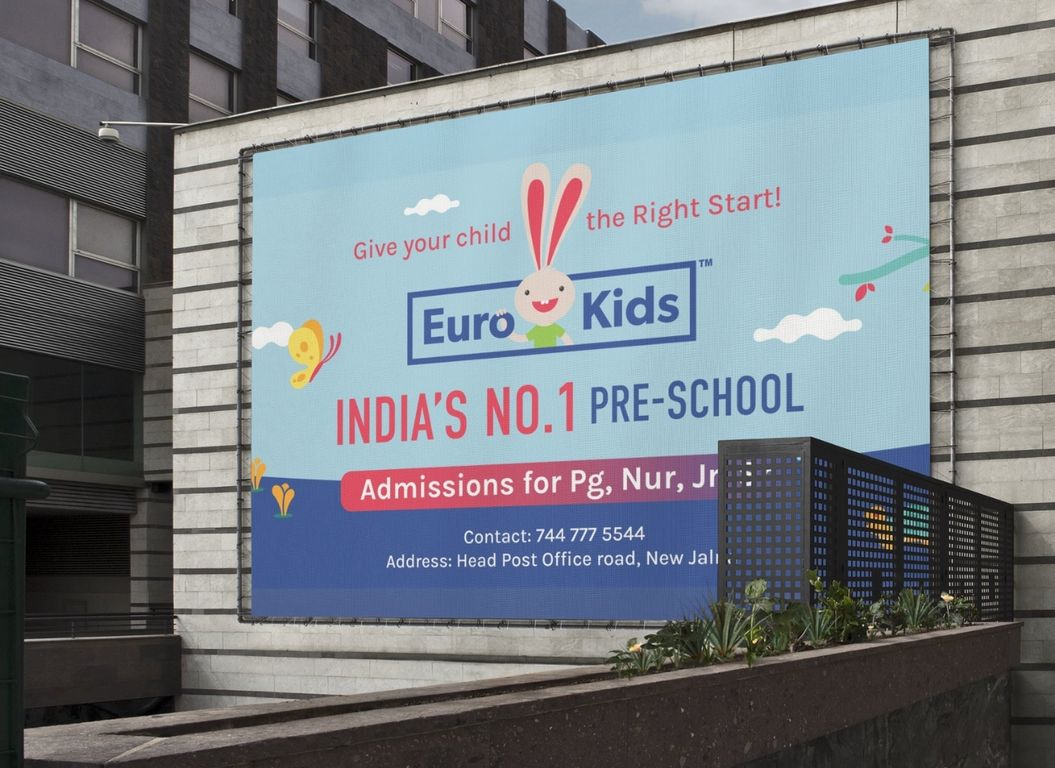 Give your child the Right Start!
Euro Kids™
INDIA'S NO.1 PRE-SCHOOL
Admissions for Pg, Nur,
Contact: 744 777 5544
Address: Head Post Office road, New